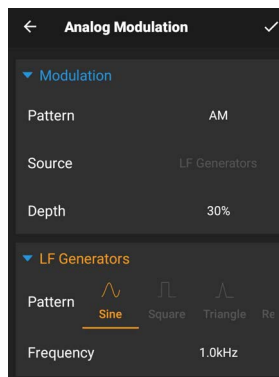 Analog Modulation
Modulation
Pattern AM
Source LF Generators
Depth 30%
LF Generators
Pattern Sine Square Triangle Re
Frequency 1.0kHz